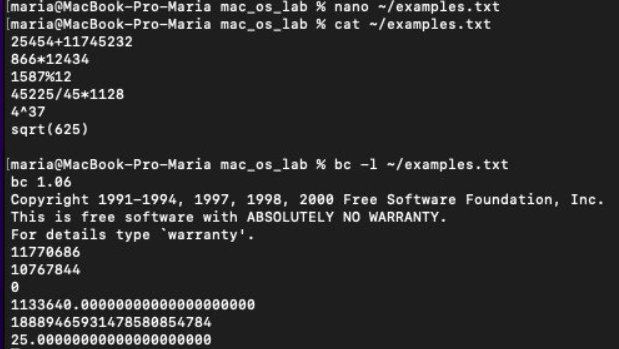 [maria@MacBook-Pro-Maria mac_os_lab % nano ~/examples.txt
[maria@MacBook-Pro-Maria mac_os_lab % cat ~/examples.txt
25454+11745232
866*12434
1587%12
45225/45*1128
4^37
sqrt(625)
[maria@MacBook-Pro-Maria mac_os_lab % bc -l ~/examples.txt
bc 1.06
Copyright 1991-1994, 1997, 1998, 2000 Free Software Foundation, Inc.
This is free software with ABSOLUTELY NO WARRANTY.
For details type `warranty'.
11770686
10767844
0
1133640.00000000000000000000
18889465931478580854784
25.00000000000000000000